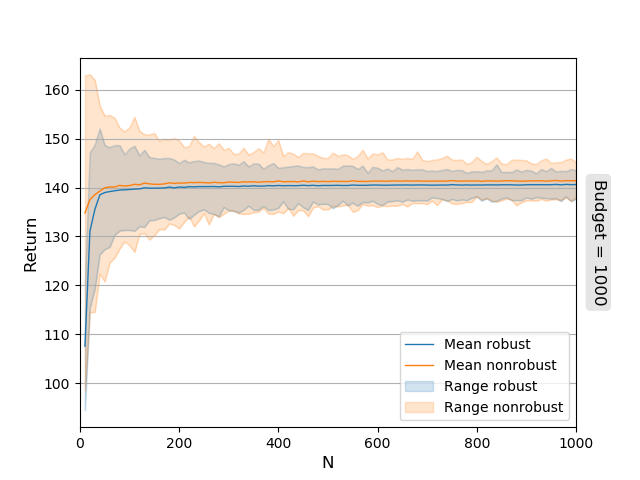 160
150
140
130
120
110
100
Return
0
200
400
600
800
1000
N
Mean robust
Mean nonrobust
Range robust
Range nonrobust
Budget = 1000